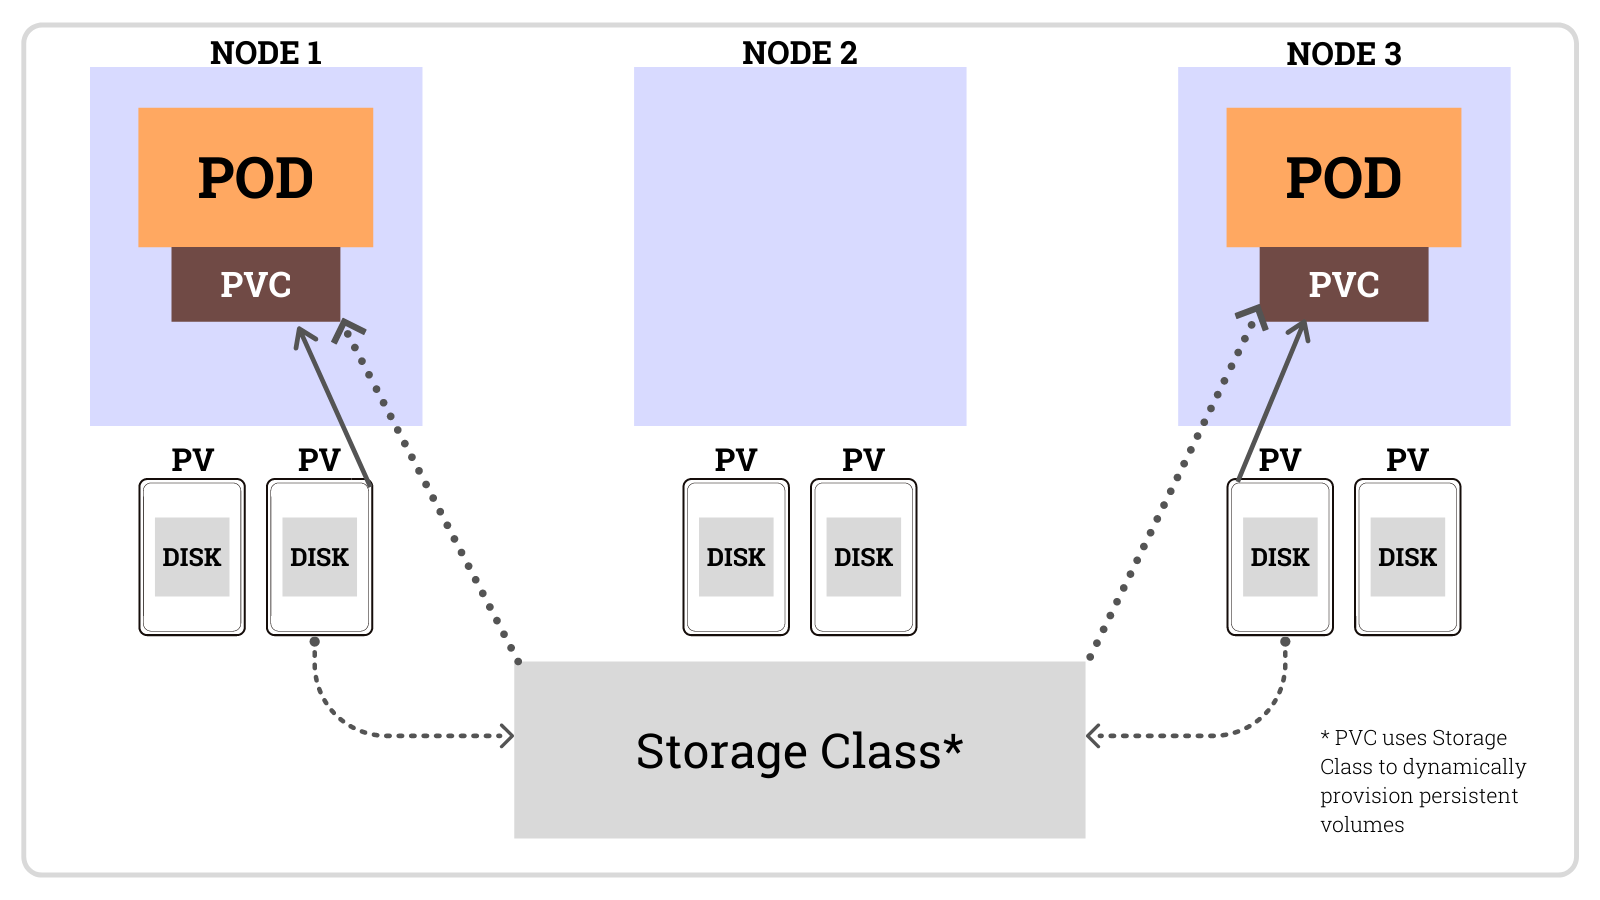 NODE 1
NODE 2
NODE 3
POD
POD
PVC
PVC
PV
PV
PV
PV
PV
PV
DISK
DISK
DISK
DISK
DISK
DISK
Storage Class*
* PVC uses Storage
Class to dynamically
provision persistent
volumes